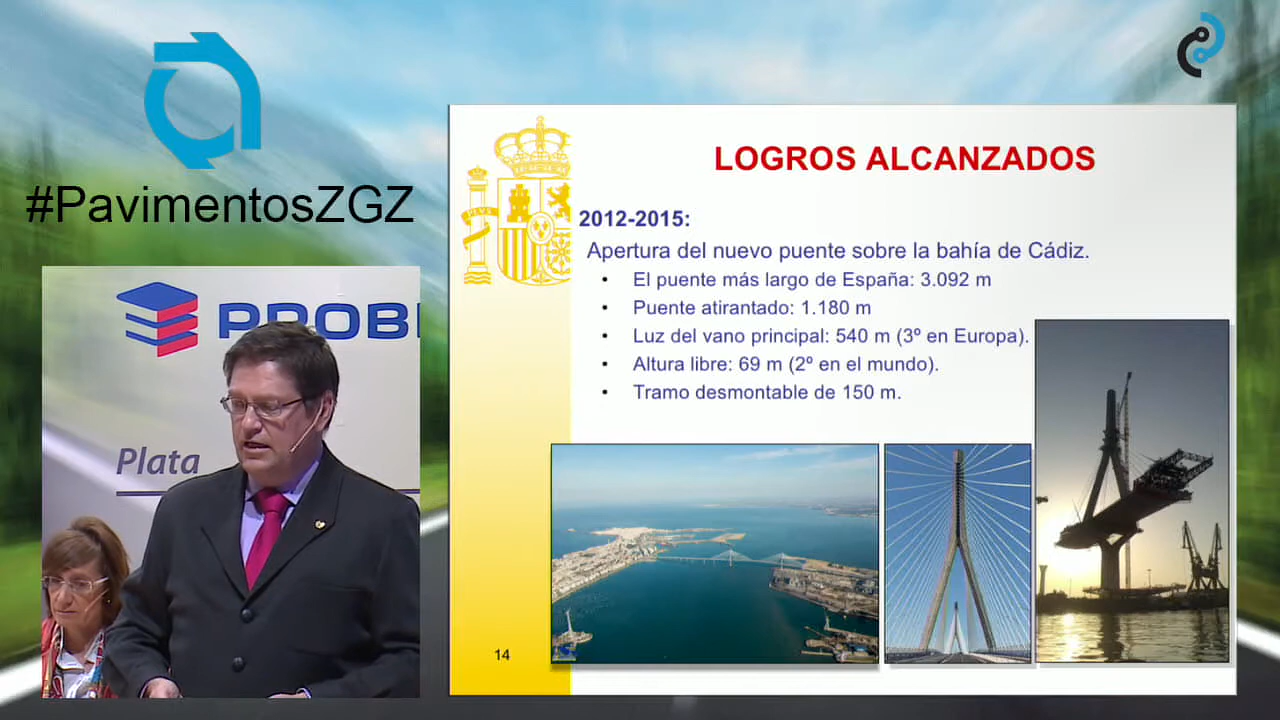 #PavimentosZGZ
PROB
Plata
LOGROS ALCANZADOS
PLUS
2012-2015:
Apertura del nuevo puente sobre la bahía de Cádiz.
• El puente más largo de España: 3.092 m
• Puente atirantado: 1.180 m
• Luz del vano principal: 540 m (3º en Europa).
• Altura libre: 69 m (2º en el mundo).
• Tramo desmontable de 150 m.
14